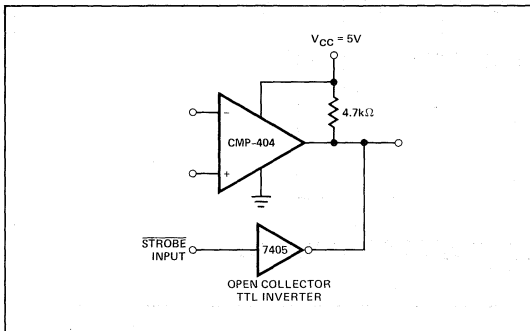 V_CC = 5V
4.7kΩ
−
CMP-404
+
STROBE
INPUT
7405
OPEN COLLECTOR
TTL INVERTER